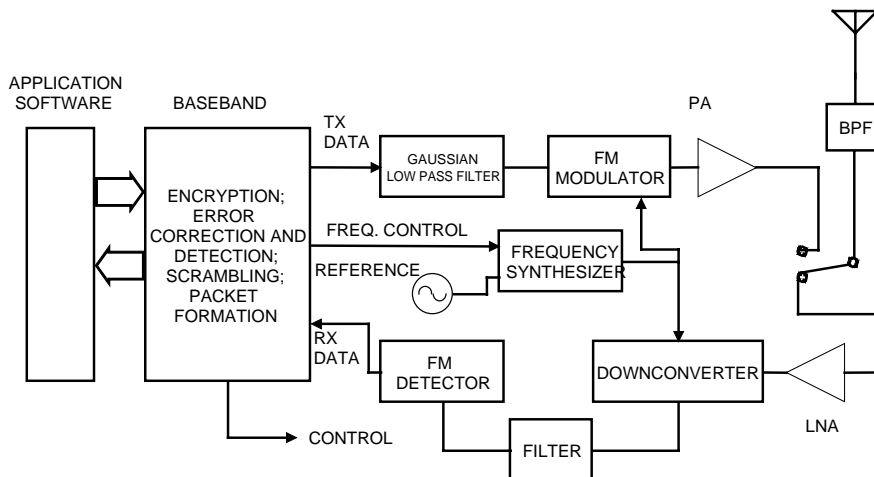 APPLICATION
SOFTWARE
BASEBAND
ENCRYPTION;
ERROR
CORRECTION AND
DETECTION;
SCRAMBLING;
PACKET
FORMATION
TX
DATA
GAUSSIAN
LOW PASS FILTER
FM
MODULATOR
PA
BPF
FREQ. CONTROL
REFERENCE
FREQUENCY
SYNTHESIZER
RX
DATA
FM
DETECTOR
DOWNCONVERTER
LNA
CONTROL
FILTER